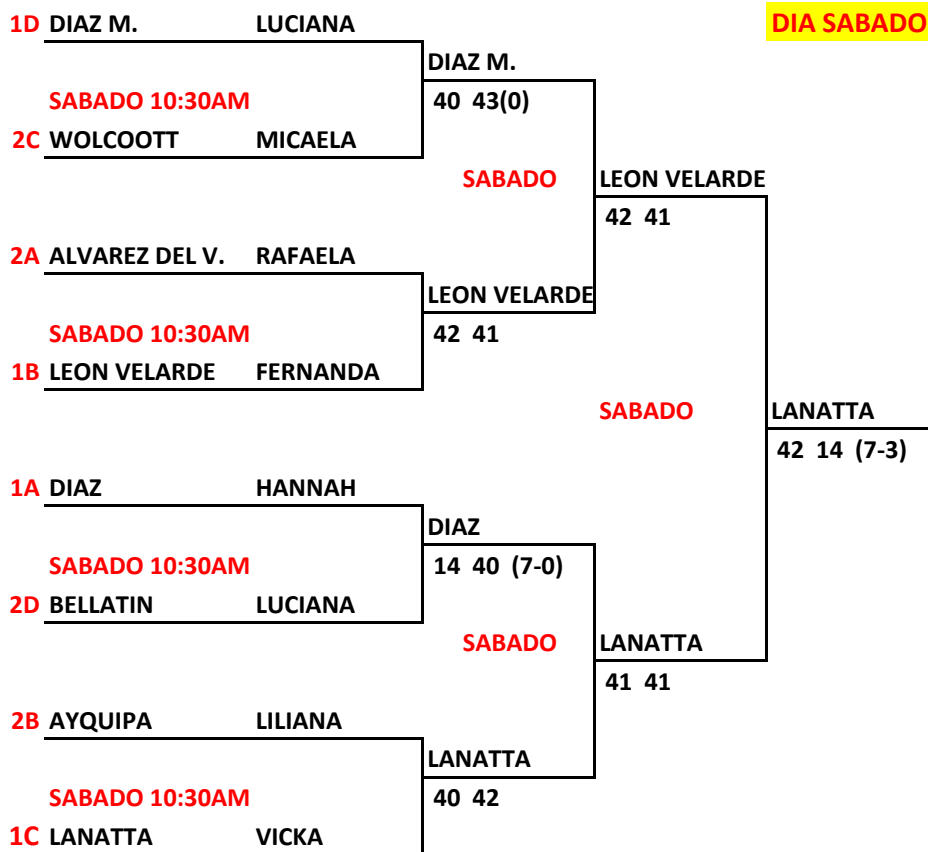 1D DIAZ M. LUCIANA DIA SABADO
DIAZ M.
SABADO 10:30AM 40 43(0)
2C WOLCOOTT MICAELA
SABADO LEON VELARDE
42 41
2A ALVAREZ DEL V. RAFAELA
LEON VELARDE
SABADO 10:30AM 42 41
1B LEON VELARDE FERNANDA
SABADO LANATTA
42 14 (7-3)
1A DIAZ HANNAH
DIAZ
SABADO 10:30AM 14 40 (7-0)
2D BELLATIN LUCIANA
SABADO LANATTA
41 41
2B AYQUIPA LILIANA
LANATTA
SABADO 10:30AM 40 42
1C LANATTA VICKA